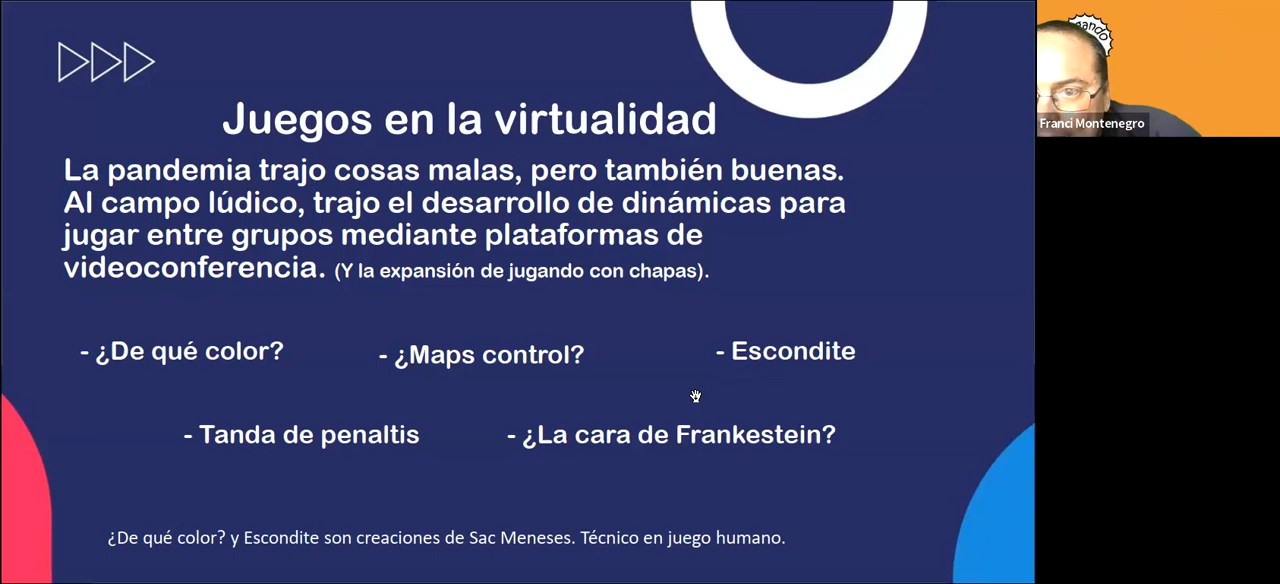 Juegos en la virtualidad
La pandemia trajo cosas malas, pero también buenas.
Al campo lúdico, trajo el desarrollo de dinámicas para
jugar entre grupos mediante plataformas de
videoconferencia. (Y la expansión de jugando con chapas).
- ¿De qué color?
- ¿Maps control?
- Escondite
- Tanda de penaltis
- ¿La cara de Frankestein?
¿De qué color? y Escondite son creaciones de Sac Meneses. Técnico en juego humano.
Franci Montenegro